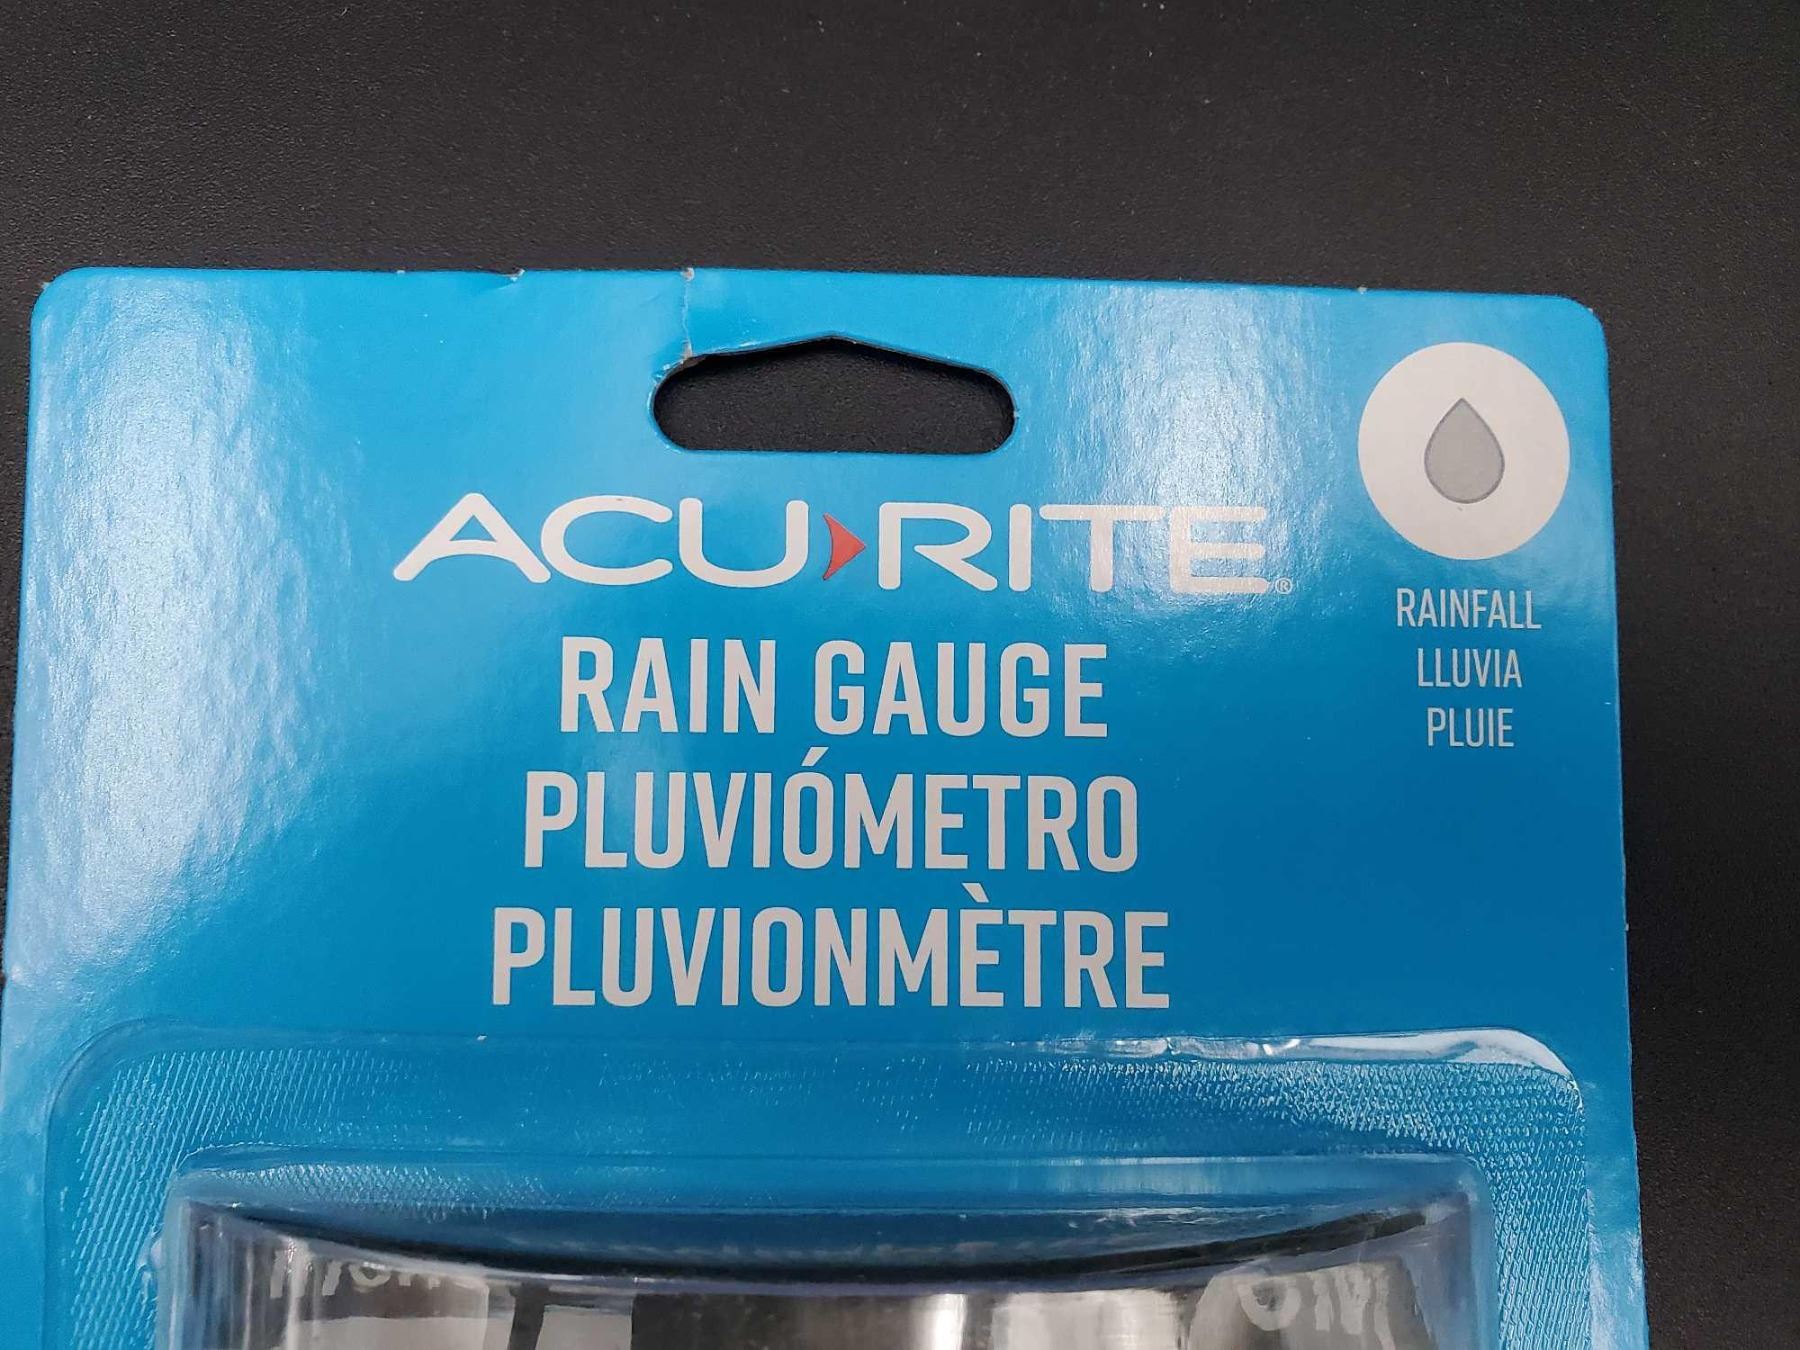 ACU›RITE®
RAIN GAUGE
PLUVIÓMETRO
PLUVIONMÈTRE
RAINFALL
LLUVIA
PLUIE